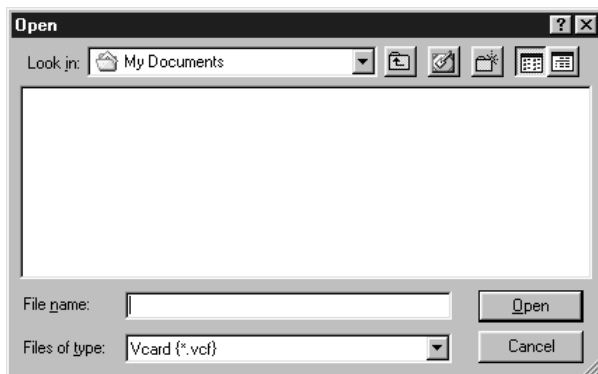 Open
Look in: My Documents
File name: Open
Files of type: Vcard {*.vcf} Cancel